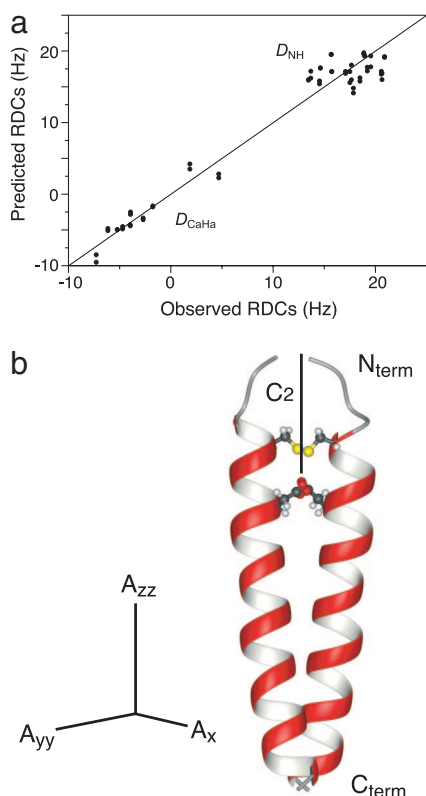 a
Predicted RDCs (Hz)
20
10
0
-10
D_NH
D_CaHa
-10 0 10 20
Observed RDCs (Hz)
b
N_term
C2
A_zz
A_yy
A_x
C_term